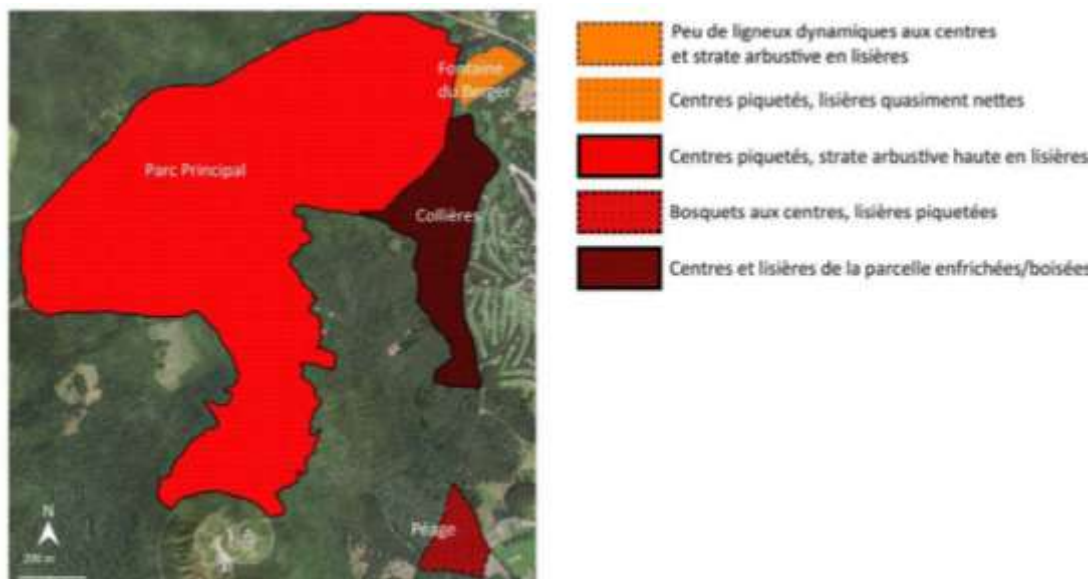 Fontaine
du Berger
Parc Principal
Collières
Péage
N
200 m
Peu de ligneux dynamiques aux centres
et strate arbustive en lisières
Centres piquetés, lisières quasiment nettes
Centres piquetés, strate arbustive haute en lisières
Bosquets aux centres, lisières piquetées
Centres et lisières de la parcelle enfrichées/boisées